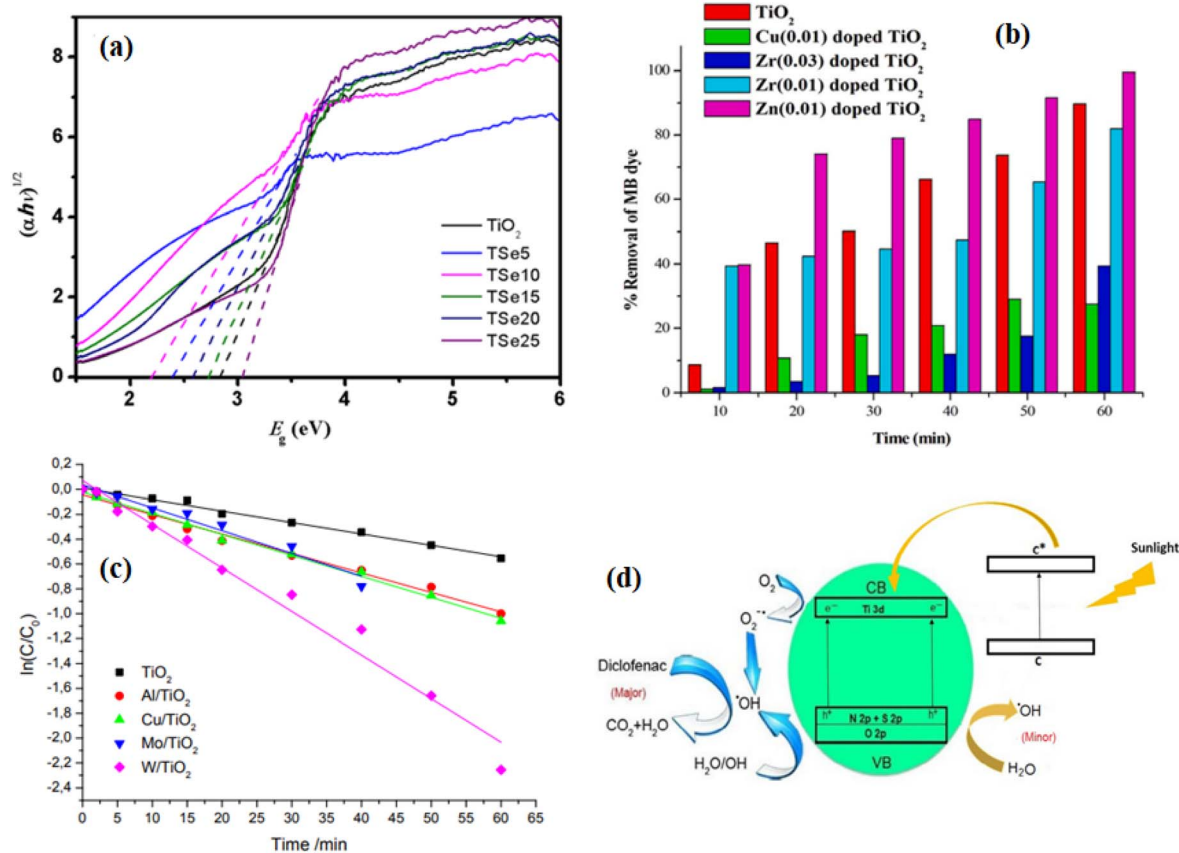 (a)
(αhν)1/2
8
6
4
2
0
2 3 4 5 6
Eg (eV)
TiO2
TSe5
TSe10
TSe15
TSe20
TSe25
(b)
TiO2
Cu(0.01) doped TiO2
Zr(0.03) doped TiO2
Zr(0.01) doped TiO2
Zn(0.01) doped TiO2
% Removal of MB dye
100
80
60
40
20
0
10 20 30 40 50 60
Time (min)
(c)
ln(C/C0)
0,2
0,0
-0,2
-0,4
-0,6
-0,8
-1,0
-1,2
-1,4
-1,6
-1,8
-2,0
-2,2
-2,4
TiO2
Al/TiO2
Cu/TiO2
Mo/TiO2
W/TiO2
0 5 10 15 20 25 30 35 40 45 50 55 60 65
Time /min
(d)
C*
Sunlight
C
O2
O2−•
CB
Ti 3d
e− e−
Diclofenac
(Major)
•OH
CO2+H2O
H2O/OH
h+ h+
N 2p + S 2p
O 2p
VB
•OH
(Minor)
H2O